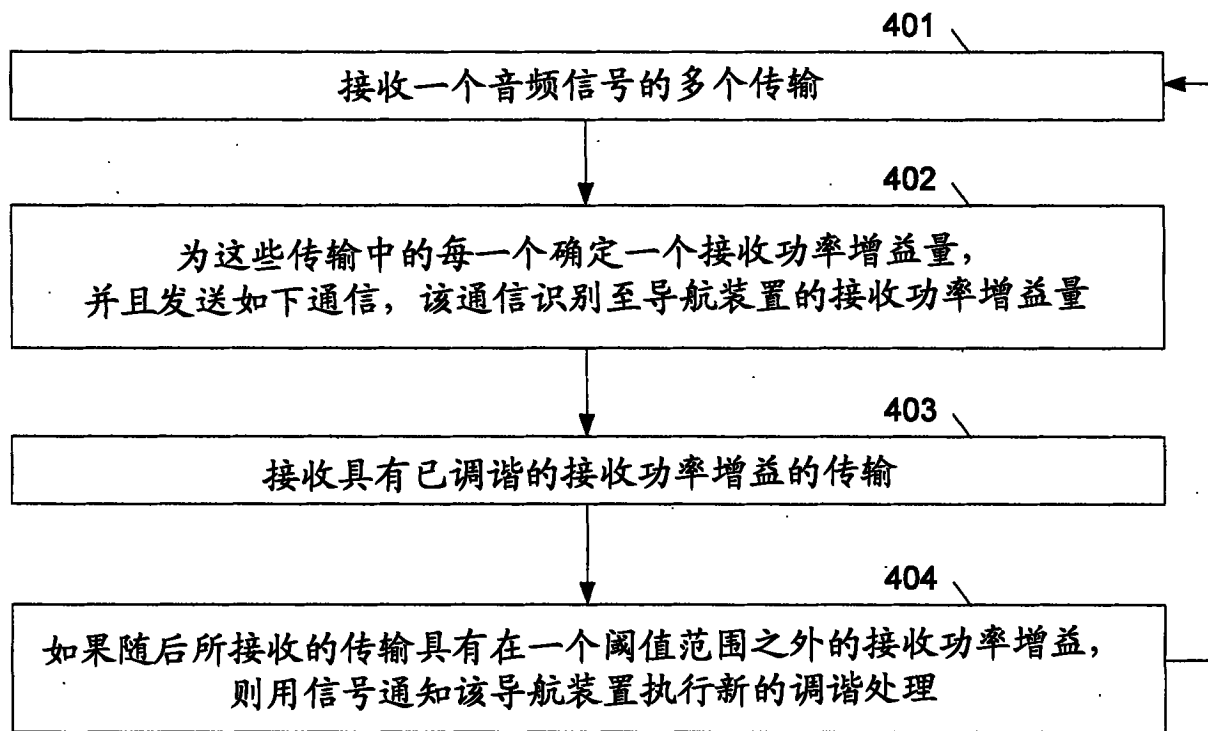 401
接收一个音频信号的多个传输
402
为这些传输中的每一个确定一个接收功率增益量，
并且发送如下通信，该通信识别至导航装置的接收功率增益量
403
接收具有已调谐的接收功率增益的传输
404
如果随后所接收的传输具有在一个阈值范围之外的接收功率增益，
则用信号通知该导航装置执行新的调谐处理